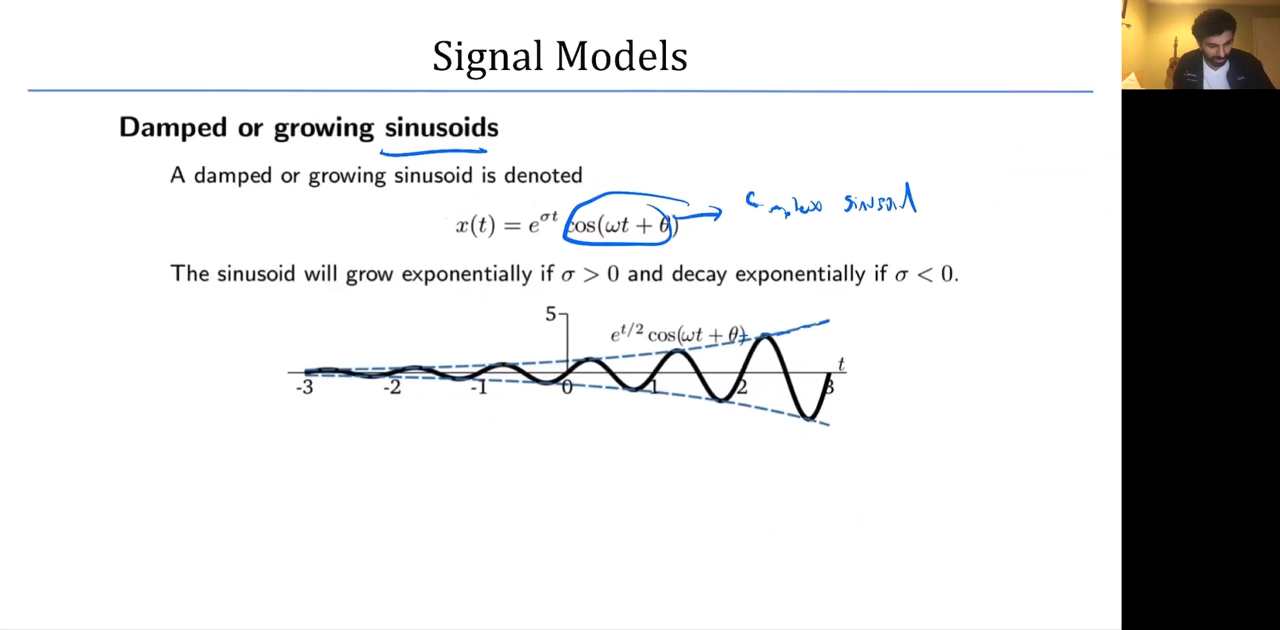 Signal Models
Damped or growing sinusoids
A damped or growing sinusoid is denoted
x(t) = e^{σt} cos(ωt + θ)
complex sinusoid
The sinusoid will grow exponentially if σ > 0 and decay exponentially if σ < 0.
5
e^{t/2} cos(ωt + θ)
t
-3 -2 -1 0 1 2 3